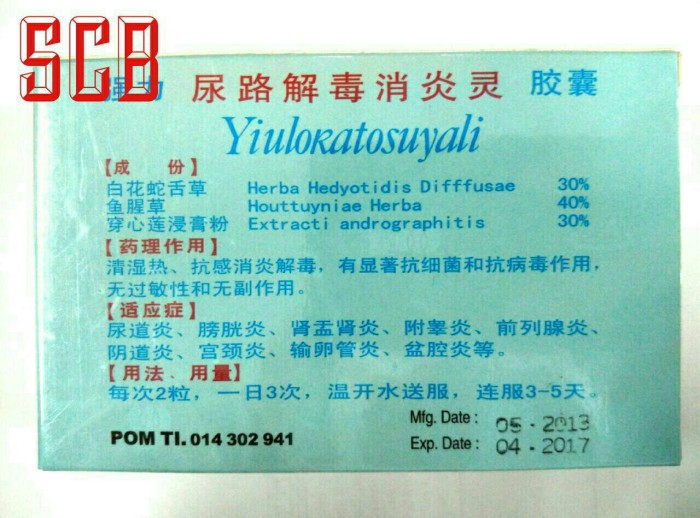 SCB
尿路解毒消炎灵 胶囊
Yiulokatosuyali
【成 份】
白花蛇舌草 Herba Hedyotidis Difffusae 30%
鱼腥草 Houttuyniae Herba 40%
穿心莲浸膏粉 Extracti andrographitis 30%
【药理作用】
清湿热、抗感消炎解毒，有显著抗细菌和抗病毒作用，
无过敏性和无副作用。
【适应症】
尿道炎、膀胱炎、肾盂肾炎、附睾炎、前列腺炎、
阴道炎、宫颈炎、输卵管炎、盆腔炎等。
【用法、用量】
每次2粒，一日3次，温开水送服，连服3-5天。
Mfg. Date : 05 - 2013
POM TI. 014 302 941 Exp. Date : 04 - 2017